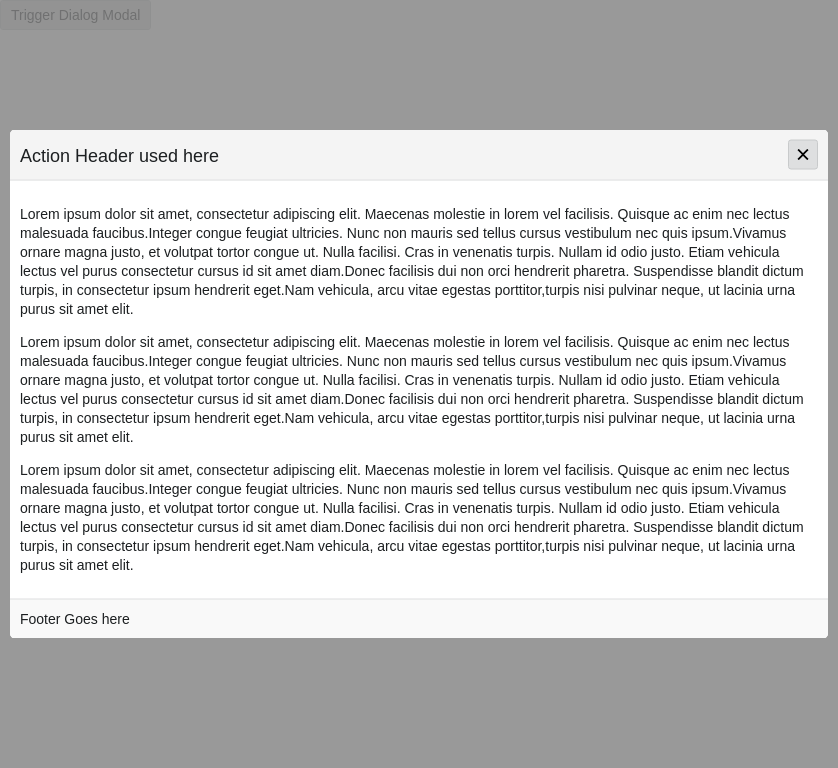 Trigger Dialog Modal
Action Header used here
Lorem ipsum dolor sit amet, consectetur adipiscing elit. Maecenas molestie in lorem vel facilisis. Quisque ac enim nec lectus
malesuada faucibus.Integer congue feugiat ultricies. Nunc non mauris sed tellus cursus vestibulum nec quis ipsum.Vivamus
ornare magna justo, et volutpat tortor congue ut. Nulla facilisi. Cras in venenatis turpis. Nullam id odio justo. Etiam vehicula
lectus vel purus consectetur cursus id sit amet diam.Donec facilisis dui non orci hendrerit pharetra. Suspendisse blandit dictum
turpis, in consectetur ipsum hendrerit eget.Nam vehicula, arcu vitae egestas porttitor,turpis nisi pulvinar neque, ut lacinia urna
purus sit amet elit.
Lorem ipsum dolor sit amet, consectetur adipiscing elit. Maecenas molestie in lorem vel facilisis. Quisque ac enim nec lectus
malesuada faucibus.Integer congue feugiat ultricies. Nunc non mauris sed tellus cursus vestibulum nec quis ipsum.Vivamus
ornare magna justo, et volutpat tortor congue ut. Nulla facilisi. Cras in venenatis turpis. Nullam id odio justo. Etiam vehicula
lectus vel purus consectetur cursus id sit amet diam.Donec facilisis dui non orci hendrerit pharetra. Suspendisse blandit dictum
turpis, in consectetur ipsum hendrerit eget.Nam vehicula, arcu vitae egestas porttitor,turpis nisi pulvinar neque, ut lacinia urna
purus sit amet elit.
Lorem ipsum dolor sit amet, consectetur adipiscing elit. Maecenas molestie in lorem vel facilisis. Quisque ac enim nec lectus
malesuada faucibus.Integer congue feugiat ultricies. Nunc non mauris sed tellus cursus vestibulum nec quis ipsum.Vivamus
ornare magna justo, et volutpat tortor congue ut. Nulla facilisi. Cras in venenatis turpis. Nullam id odio justo. Etiam vehicula
lectus vel purus consectetur cursus id sit amet diam.Donec facilisis dui non orci hendrerit pharetra. Suspendisse blandit dictum
turpis, in consectetur ipsum hendrerit eget.Nam vehicula, arcu vitae egestas porttitor,turpis nisi pulvinar neque, ut lacinia urna
purus sit amet elit.
Footer Goes here